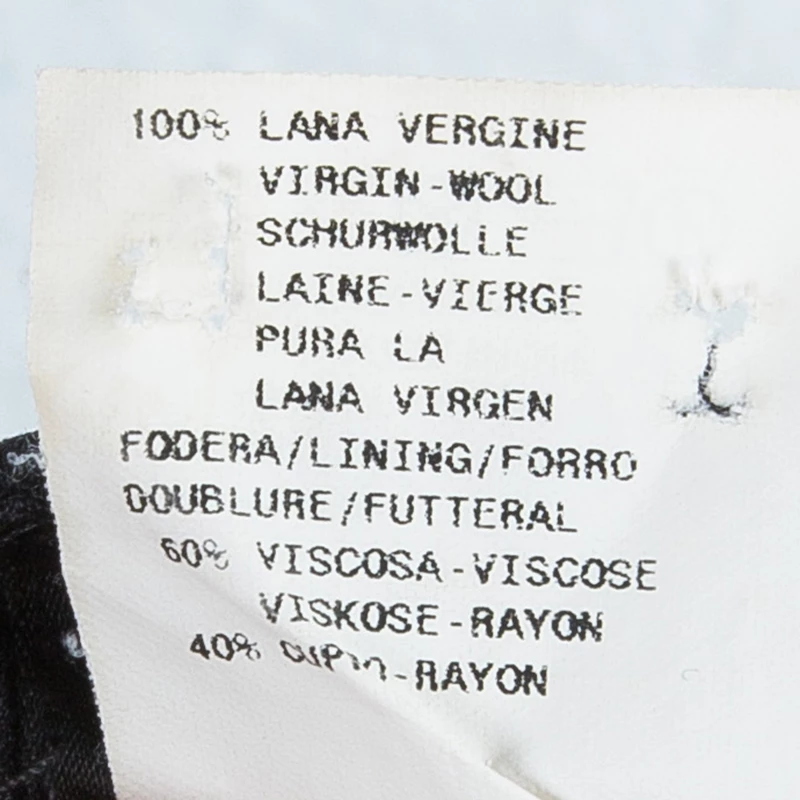 100% LANA VERGINE
VIRGIN-WOOL
SCHURWOLLE
LAINE-VIERGE
PURA LA
LANA VIRGEN
FODERA/LINING/FORRO
DOUBLURE/FUTTERAL
60% VISCOSA-VISCOSE
VISKOSE-RAYON
40% -RAYON